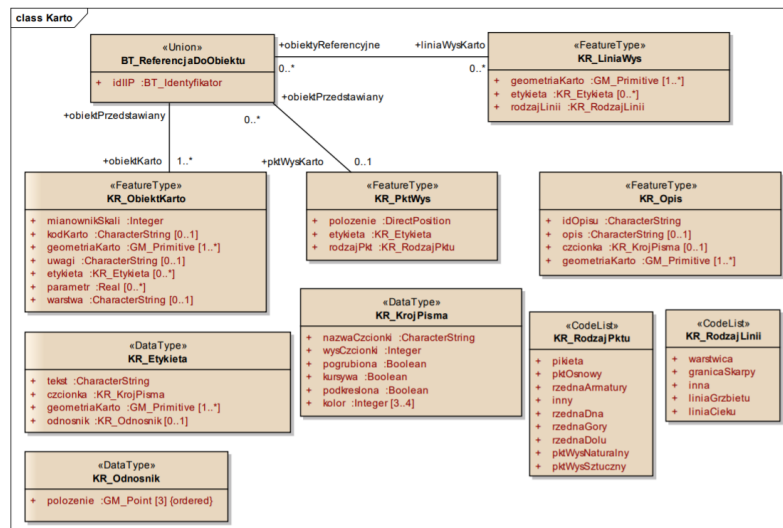 class Karto
«Union»
BT_ReferencjaDoObiektu
+ idIIP :BT_Identyfikator
+obiektyReferencyjne
+liniaWysKarto
0..*
0..*
«FeatureType»
KR_LiniaWys
+ geometriaKarto :GM_Primitive [1..*]
+ etykieta :KR_Etykieta [0..*]
+ rodzajLinii :KR_RodzajLinii
+obiektPrzedstawiany
+obiektPrzedstawiany
0..*
+obiektKarto
1..*
+pktWysKarto
0..1
«FeatureType»
KR_ObiektKarto
+ mianownikSkali :Integer
+ kodKarto :CharacterString [0..1]
+ geometriaKarto :GM_Primitive [1..*]
+ uwagi :CharacterString [0..1]
+ etykieta :KR_Etykieta [0..*]
+ parametr :Real [0..*]
+ warstwa :CharacterString [0..1]
«FeatureType»
KR_PktWys
+ polozenie :DirectPosition
+ etykieta :KR_Etykieta
+ rodzajPkt :KR_RodzajPktu
«FeatureType»
KR_Opis
+ idOpisu :CharacterString
+ opis :CharacterString [0..1]
+ czcionka :KR_KrojPisma [0..1]
+ geometriaKarto :GM_Primitive [1..*]
«DataType»
KR_Etykieta
+ tekst :CharacterString
+ czcionka :KR_KrojPisma
+ geometriaKarto :GM_Primitive [1..*]
+ odnosnik :KR_Odnosnik [0..1]
«DataType»
KR_KrojPisma
+ nazwaCzcionki :CharacterString
+ wysCzcionki :Integer
+ pogrubiona :Boolean
+ kursywa :Boolean
+ podkreslona :Boolean
+ kolor :Integer [3..4]
«CodeList»
KR_RodzajPktu
+ pikieta
+ pktOsnowy
+ rzednaArmatury
+ inny
+ rzednaDna
+ rzednaGory
+ rzednaDolu
+ pktWysNaturalny
+ pktWysSztuczny
«CodeList»
KR_RodzajLinii
+ warstwica
+ granicaSkarpy
+ inna
+ liniaGrzbietu
+ liniaCieku
«DataType»
KR_Odnosnik
+ polozenie :GM_Point [3] {ordered}